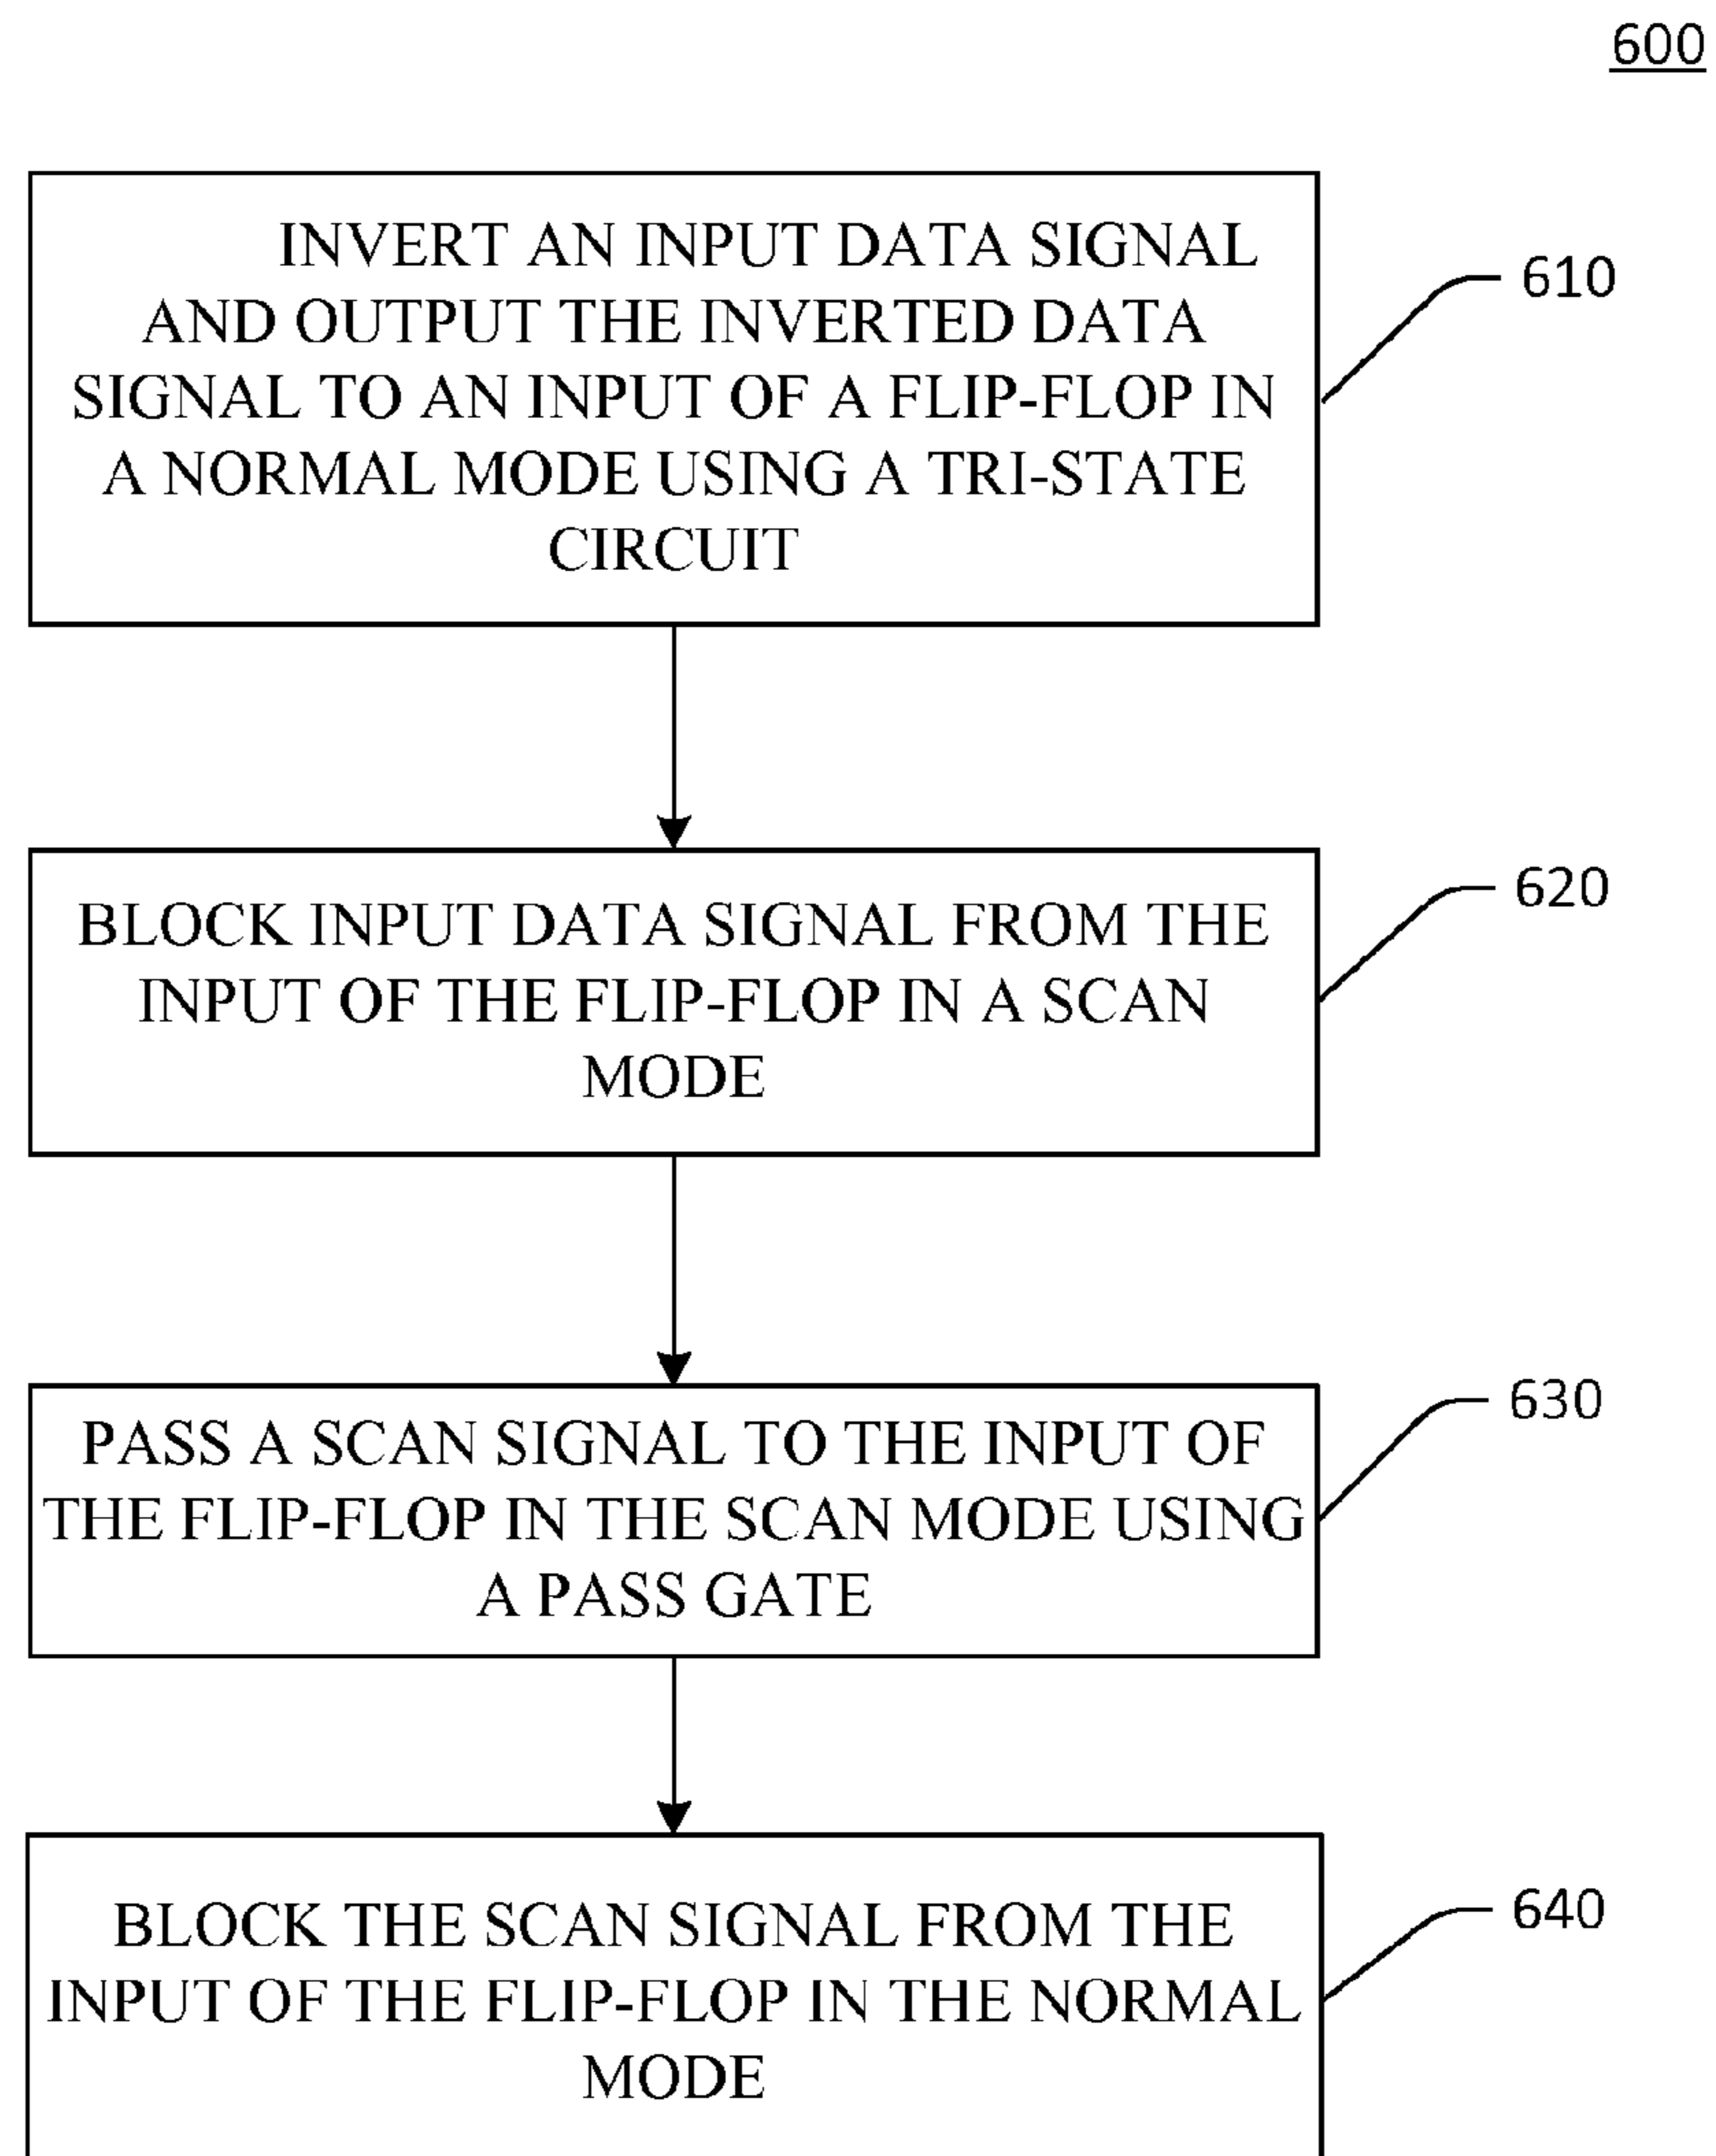 600
INVERT AN INPUT DATA SIGNAL
AND OUTPUT THE INVERTED DATA
SIGNAL TO AN INPUT OF A FLIP-FLOP IN
A NORMAL MODE USING A TRI-STATE
CIRCUIT
610
BLOCK INPUT DATA SIGNAL FROM THE
INPUT OF THE FLIP-FLOP IN A SCAN
MODE
620
PASS A SCAN SIGNAL TO THE INPUT OF
THE FLIP-FLOP IN THE SCAN MODE USING
A PASS GATE
630
BLOCK THE SCAN SIGNAL FROM THE
INPUT OF THE FLIP-FLOP IN THE NORMAL
MODE
640